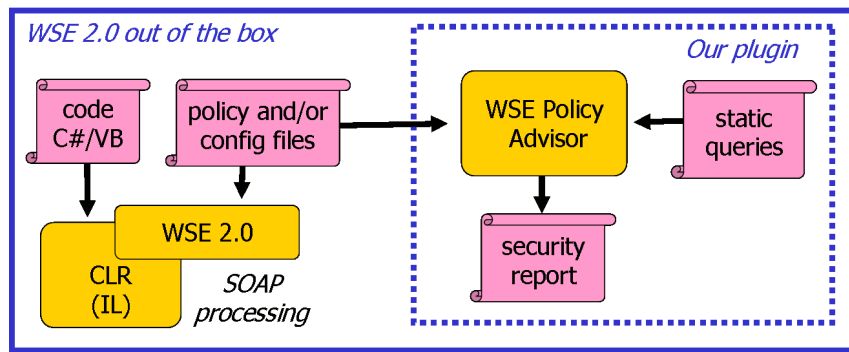 WSE 2.0 out of the box
Our plugin
code
C#/VB
policy and/or
config files
WSE Policy
Advisor
static
queries
WSE 2.0
CLR
(IL)
SOAP
processing
security
report